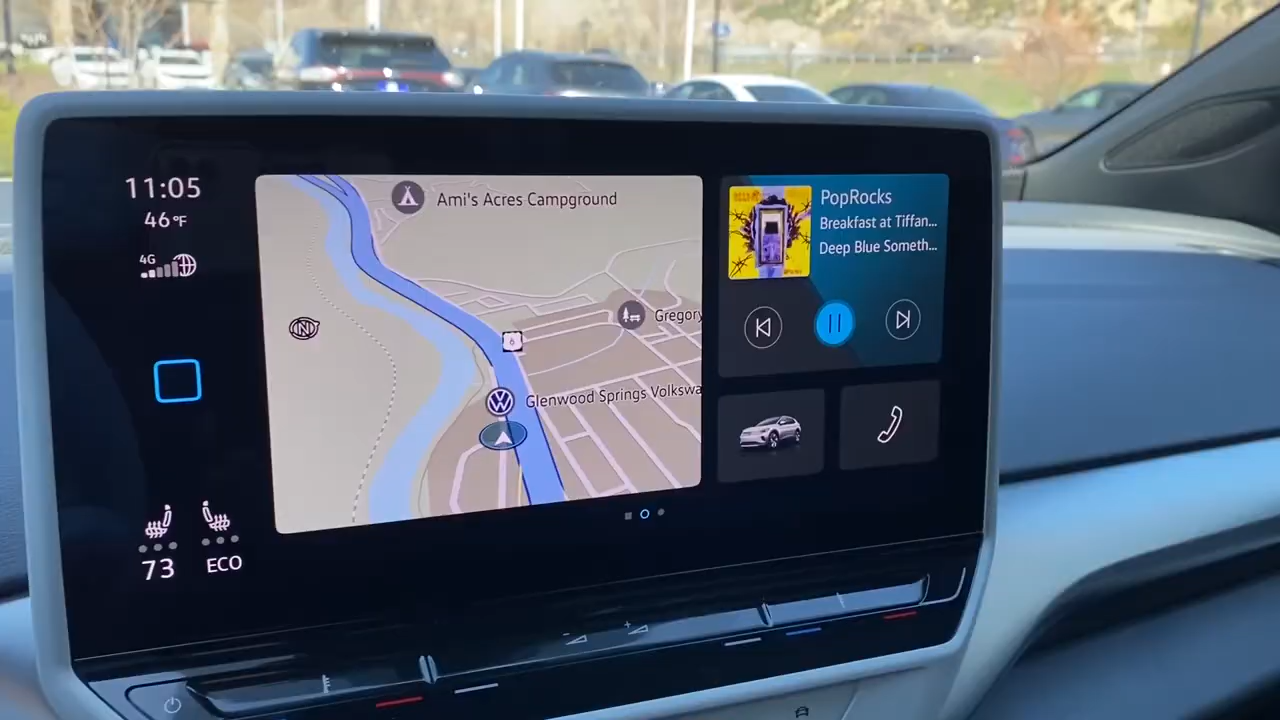 11:05
46°F
4G
N
73
ECO
Ami's Acres Campground
Gregory
6
Glenwood Springs Volkswa
PopRocks
Breakfast at Tiffan...
Deep Blue Someth...
- +